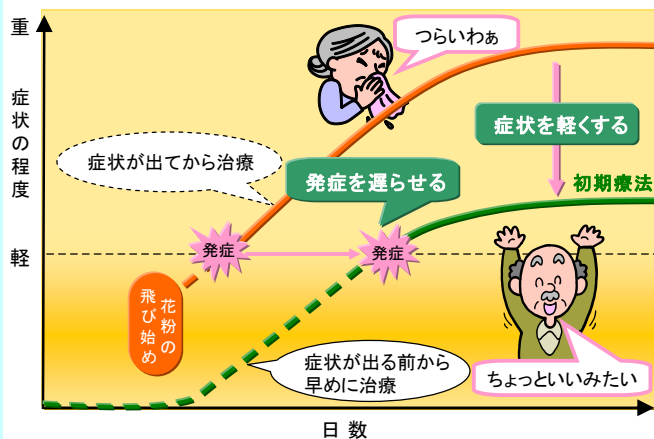 重
つらいわぁ
症状の程度
症状を軽くする
症状が出てから治療
発症を遅らせる
初期療法
発症
発症
軽
花粉の
飛び始め
症状が出る前から
早めに治療
ちょっといいみたい
日 数